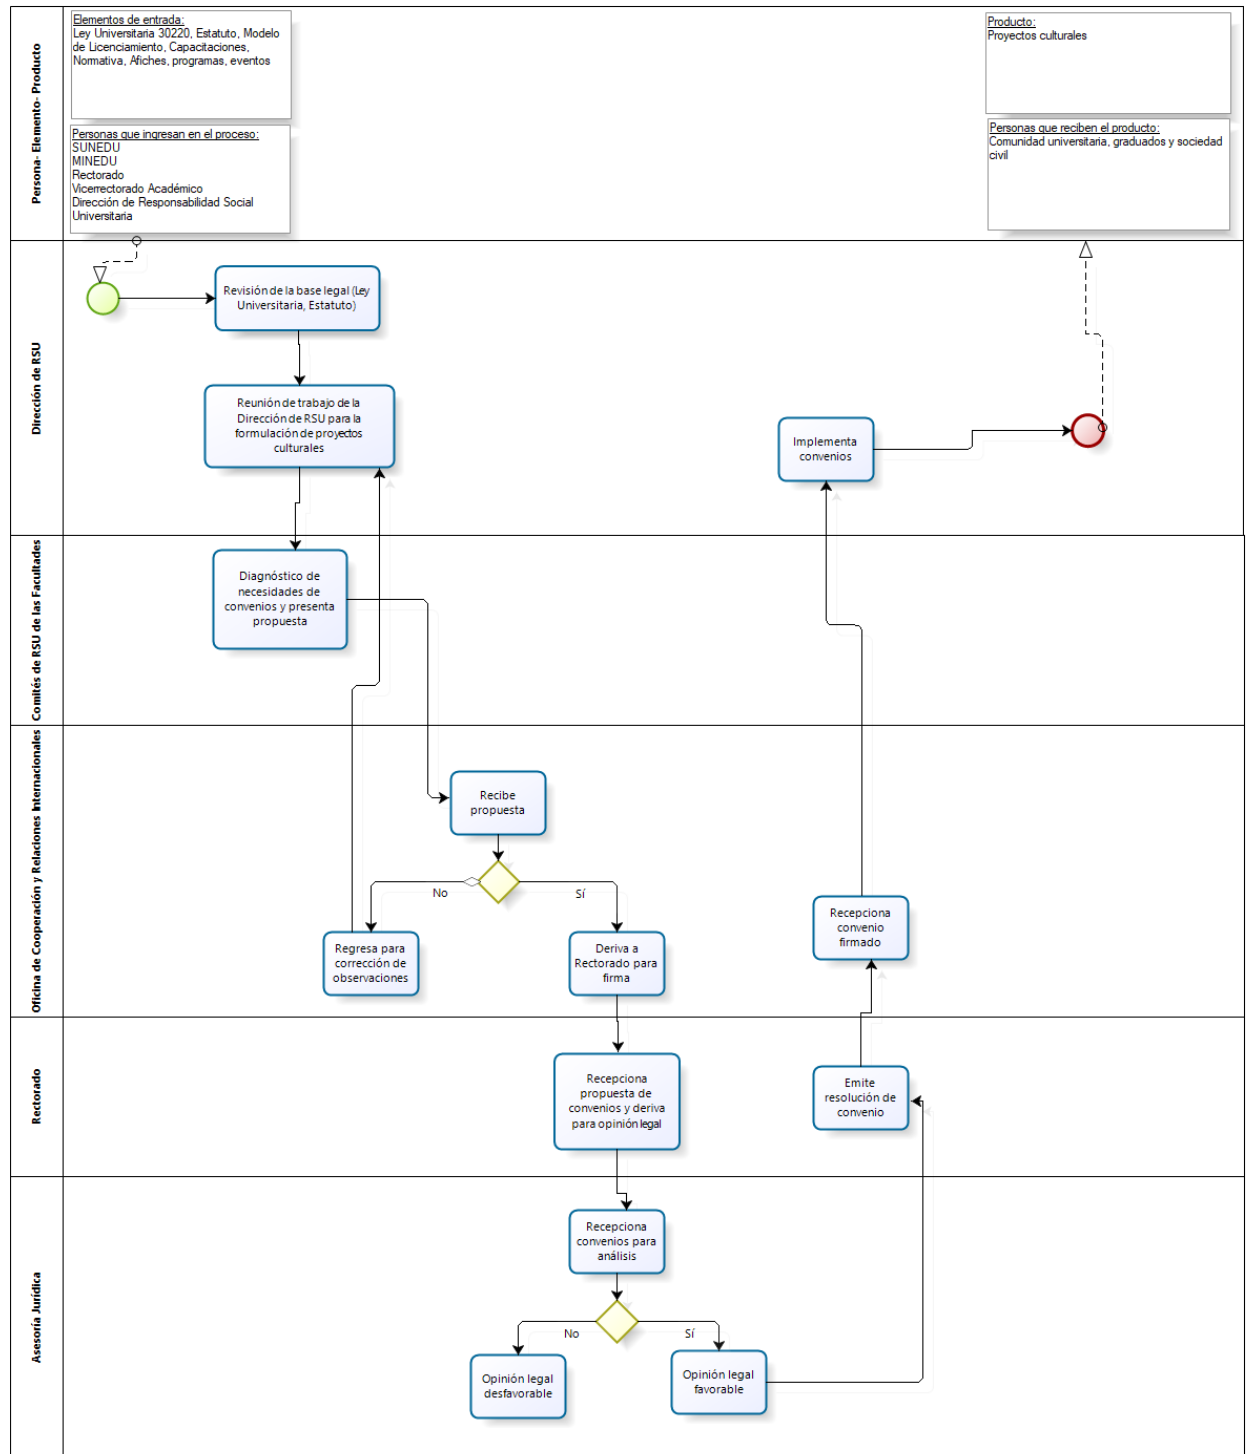 Persona- Elemento- Producto
Elementos de entrada:
Ley Universitaria 30220, Estatuto, Modelo
de Licenciamiento, Capacitaciones,
Normativa, Afiches, programas, eventos
Personas que ingresan en el proceso:
SUNEDU
MINEDU
Rectorado
Vicerrectorado Académico
Dirección de Responsabilidad Social
Universitaria
Producto:
Proyectos culturales
Personas que reciben el producto:
Comunidad universitaria, graduados y sociedad
civil
Dirección de RSU
Revisión de la base legal (Ley
Universitaria, Estatuto)
Reunión de trabajo de la
Dirección de RSU para la
formulación de proyectos
culturales
Implementa
convenios
Comités de RSU de las Facultades
Diagnóstico de
necesidades de
convenios y presenta
propuesta
Oficina de Cooperación y Relaciones Internacionales
Recibe
propuesta
No
Sí
Regresa para
corrección de
observaciones
Deriva a
Rectorado para
firma
Recepciona
convenio
firmado
Rectorado
Recepciona
propuesta de
convenios y deriva
para opinión legal
Emite
resolución de
convenio
Asesoría Jurídica
Recepciona
convenios para
análisis
No
Sí
Opinión legal
desfavorable
Opinión legal
favorable